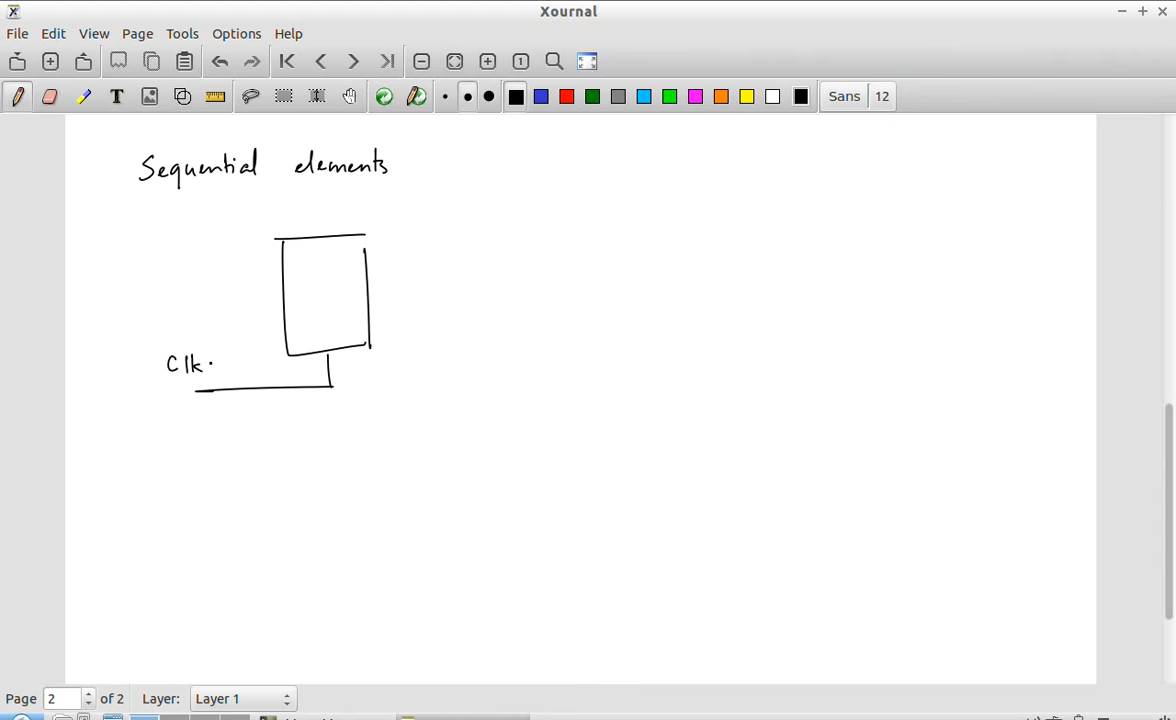 Xournal
File Edit View Page Tools Options Help
Sans 12
Sequential elements
Clk
Page 2 of 2 Layer: Layer 1